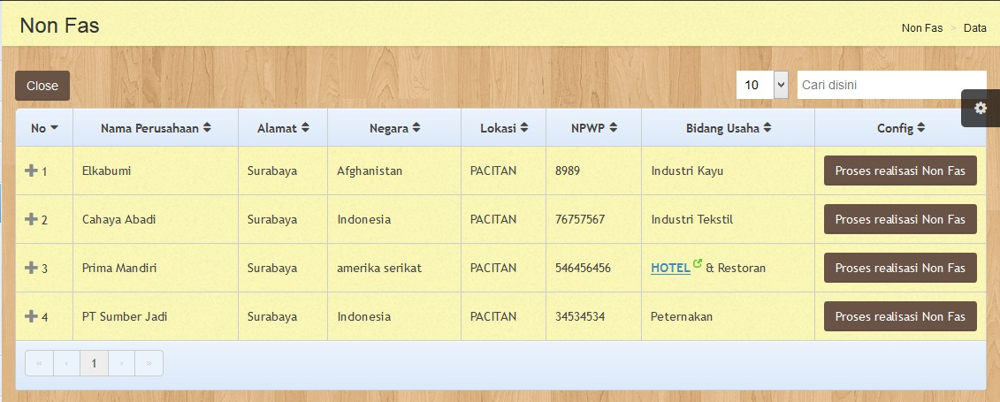 Non Fas
Non Fas > Data
Close
10
Cari disini
No Nama Perusahaan Alamat Negara Lokasi NPWP Bidang Usaha Config
1 Elkabumi Surabaya Afghanistan PACITAN 8989 Industri Kayu Proses realisasi Non Fas
2 Cahaya Abadi Surabaya Indonesia PACITAN 76757567 Industri Tekstil Proses realisasi Non Fas
3 Prima Mandiri Surabaya amerika serikat PACITAN 546456456 HOTEL & Restoran Proses realisasi Non Fas
4 PT Sumber Jadi Surabaya Indonesia PACITAN 34534534 Peternakan Proses realisasi Non Fas
« ‹ 1 › »